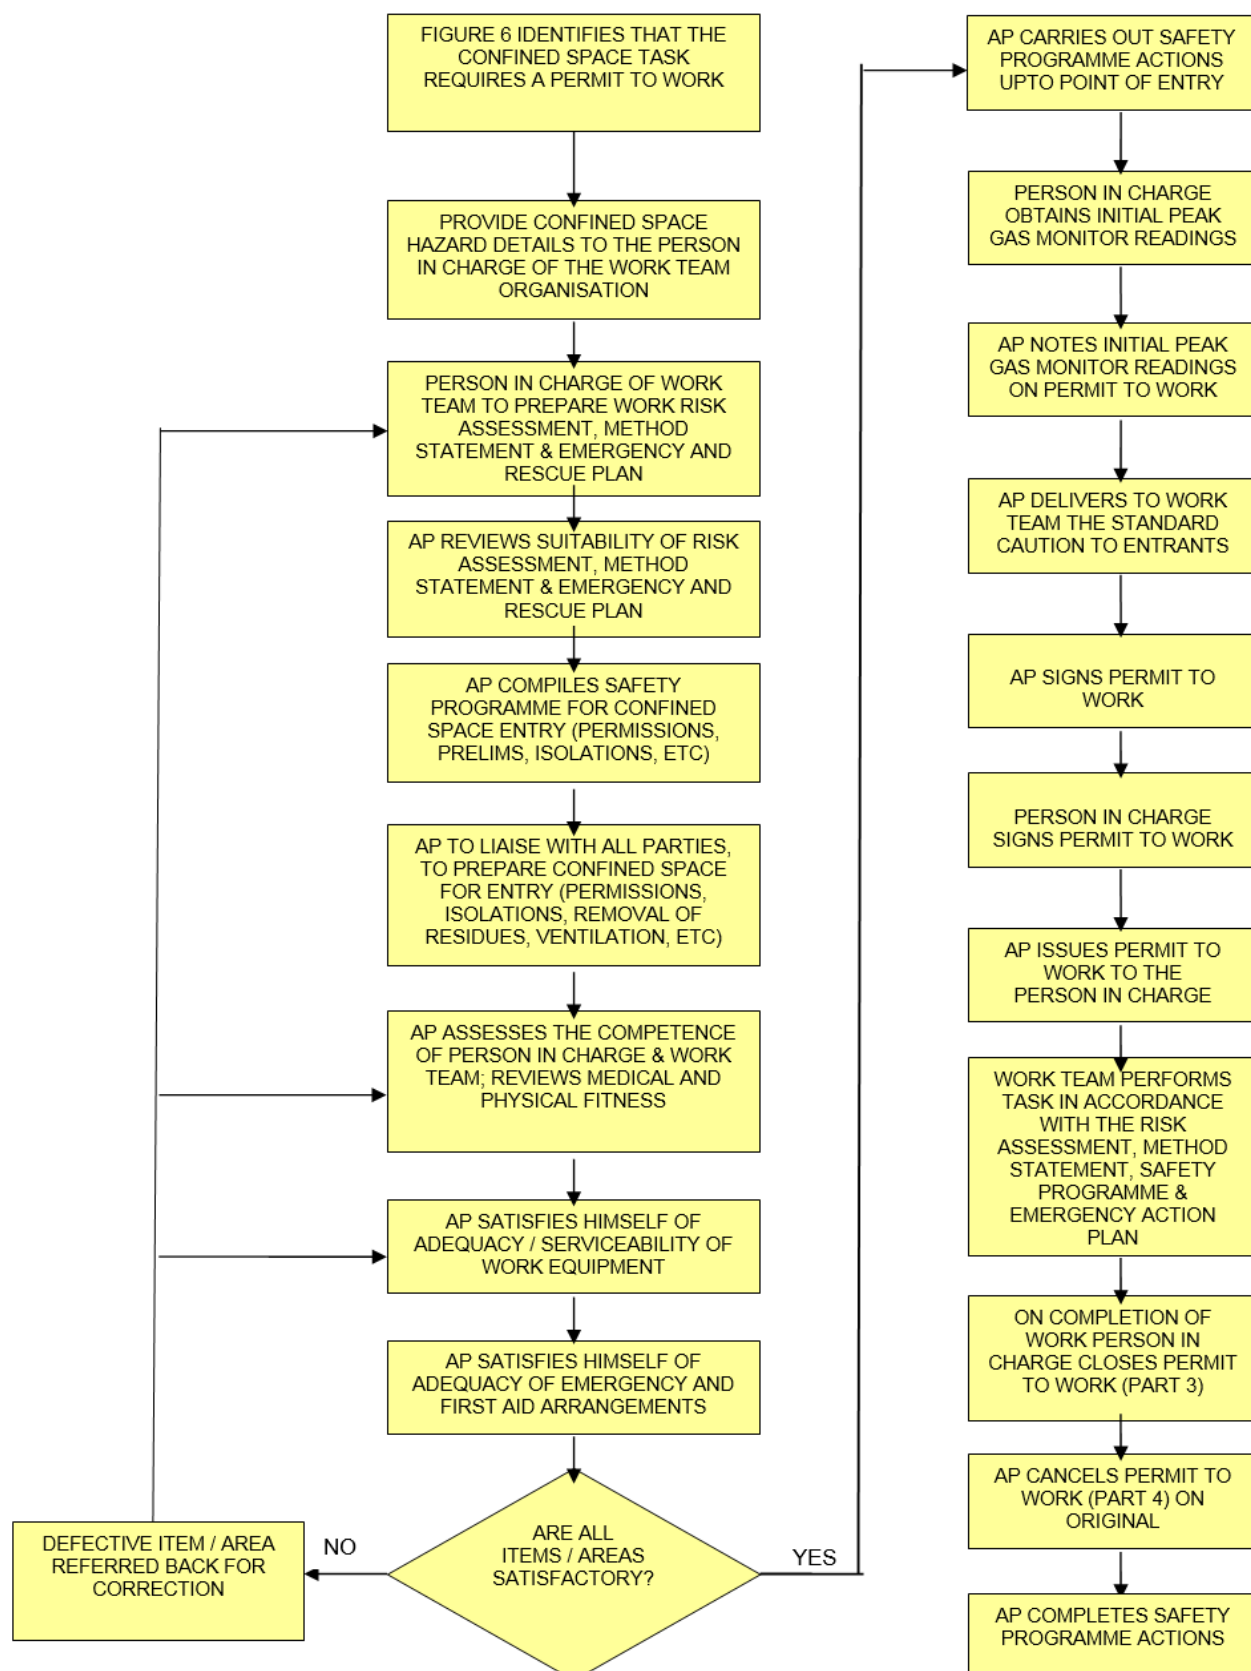 FIGURE 6 IDENTIFIES THAT THE
CONFINED SPACE TASK
REQUIRES A PERMIT TO WORK
PROVIDE CONFINED SPACE
HAZARD DETAILS TO THE PERSON
IN CHARGE OF THE WORK TEAM
ORGANISATION
PERSON IN CHARGE OF WORK
TEAM TO PREPARE WORK RISK
ASSESSMENT, METHOD
STATEMENT & EMERGENCY AND
RESCUE PLAN
AP REVIEWS SUITABILITY OF RISK
ASSESSMENT, METHOD
STATEMENT & EMERGENCY AND
RESCUE PLAN
AP COMPILES SAFETY
PROGRAMME FOR CONFINED
SPACE ENTRY (PERMISSIONS,
PRELIMS, ISOLATIONS, ETC)
AP TO LIAISE WITH ALL PARTIES,
TO PREPARE CONFINED SPACE
FOR ENTRY (PERMISSIONS,
ISOLATIONS, REMOVAL OF
RESIDUES, VENTILATION, ETC)
AP ASSESSES THE COMPETENCE
OF PERSON IN CHARGE & WORK
TEAM; REVIEWS MEDICAL AND
PHYSICAL FITNESS
AP SATISFIES HIMSELF OF
ADEQUACY / SERVICEABILITY OF
WORK EQUIPMENT
AP SATISFIES HIMSELF OF
ADEQUACY OF EMERGENCY AND
FIRST AID ARRANGEMENTS
ARE ALL
ITEMS / AREAS
SATISFACTORY?
NO
DEFECTIVE ITEM / AREA
REFERRED BACK FOR
CORRECTION
YES
AP CARRIES OUT SAFETY
PROGRAMME ACTIONS
UPTO POINT OF ENTRY
PERSON IN CHARGE
OBTAINS INITIAL PEAK
GAS MONITOR READINGS
AP NOTES INITIAL PEAK
GAS MONITOR READINGS
ON PERMIT TO WORK
AP DELIVERS TO WORK
TEAM THE STANDARD
CAUTION TO ENTRANTS
AP SIGNS PERMIT TO
WORK
PERSON IN CHARGE
SIGNS PERMIT TO WORK
AP ISSUES PERMIT TO
WORK TO THE
PERSON IN CHARGE
WORK TEAM PERFORMS
TASK IN ACCORDANCE
WITH THE RISK
ASSESSMENT, METHOD
STATEMENT, SAFETY
PROGRAMME &
EMERGENCY ACTION
PLAN
ON COMPLETION OF
WORK PERSON IN
CHARGE CLOSES PERMIT
TO WORK (PART 3)
AP CANCELS PERMIT TO
WORK (PART 4) ON
ORIGINAL
AP COMPLETES SAFETY
PROGRAMME ACTIONS